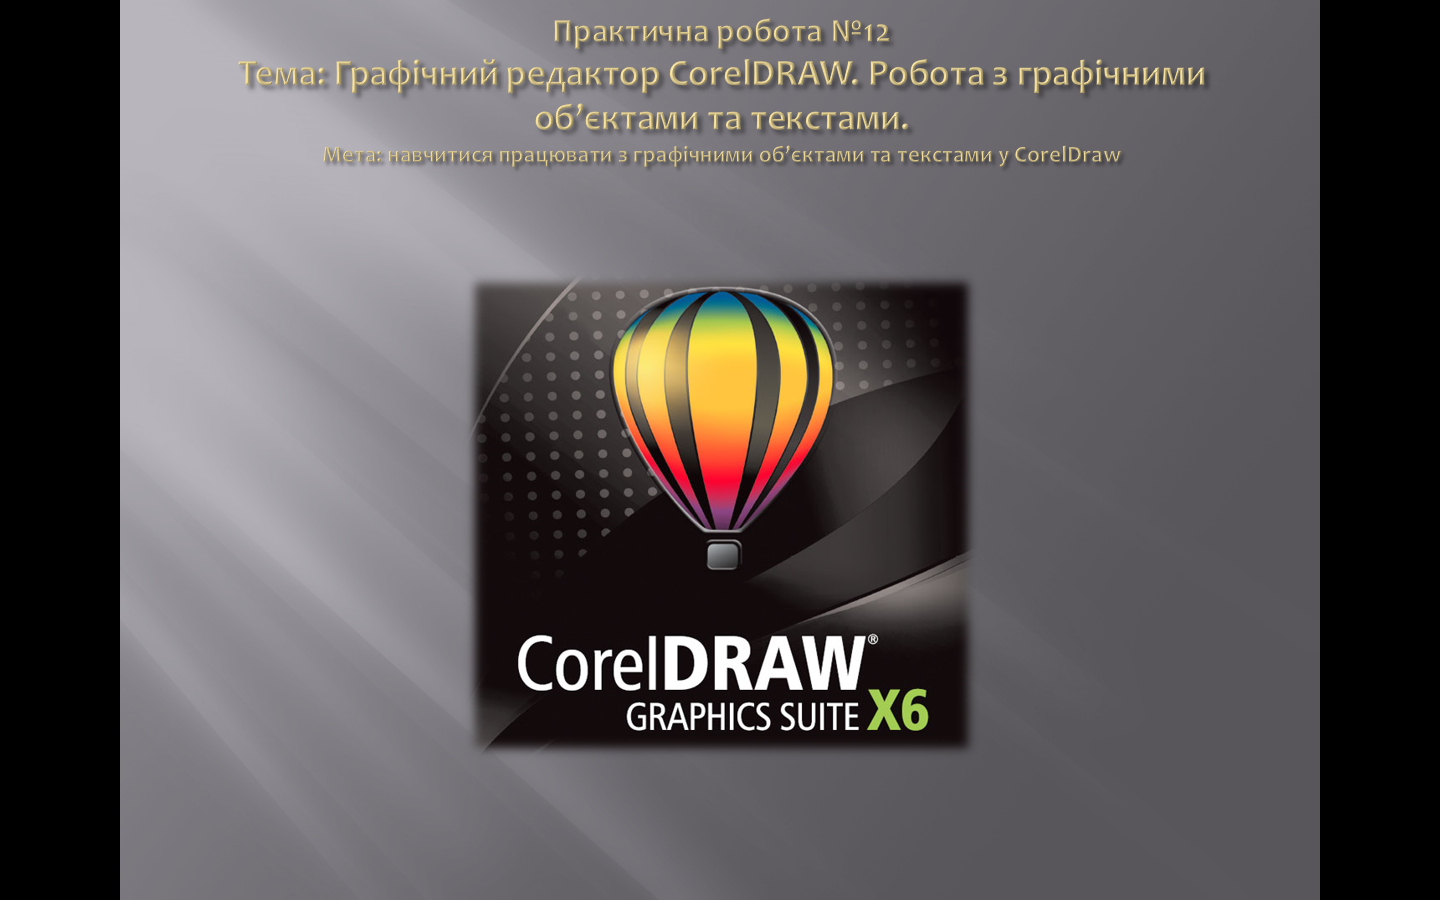 Практична робота №12
Тема: Графічний редактор CorelDRAW. Робота з графічними
об’єктами та текстами.
Мета: навчитися працювати з графічними об’єктами та текстами у CorelDraw
CorelDRAW®
GRAPHICS SUITE X6